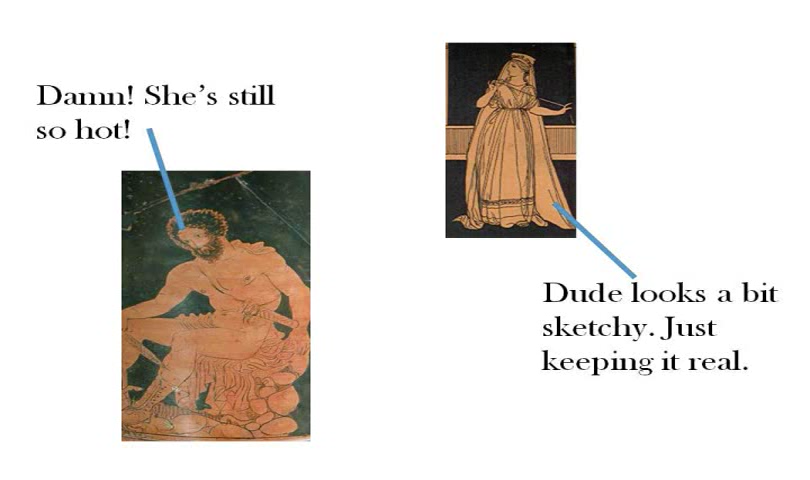 Damn! She's still
so hot!
Dude looks a bit
sketchy. Just
keeping it real.